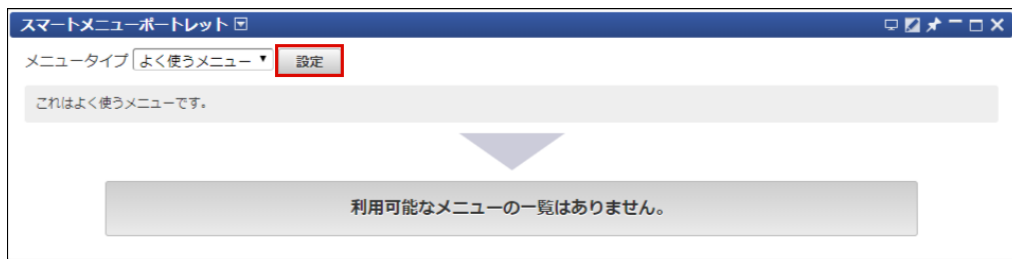 スマートメニューポートレット
メニュータイプ よく使うメニュー 設定
これはよく使うメニューです。
利用可能なメニューの一覧はありません。